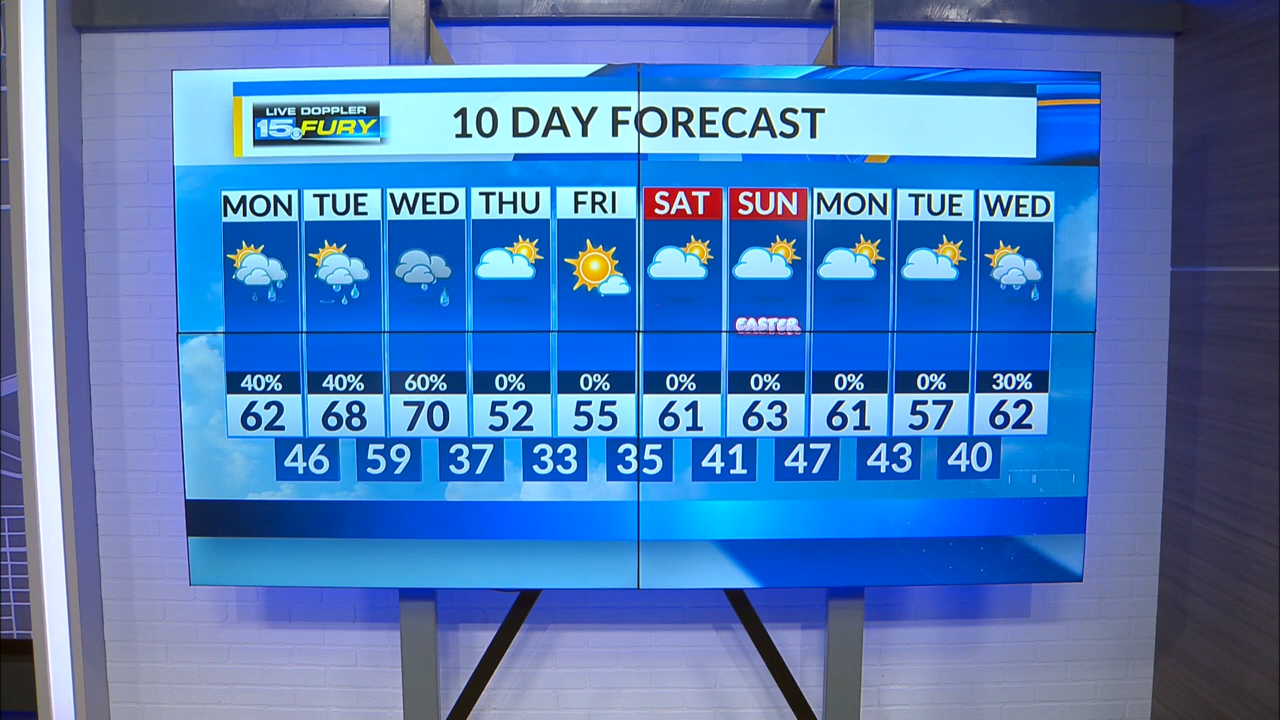 LIVE DOPPLER
15 FURY
10 DAY FORECAST
MON TUE WED THU FRI SAT SUN MON TUE WED
EASTER
40% 40% 60% 0% 0% 0% 0% 0% 0% 30%
62 68 70 52 55 61 63 61 57 62
46 59 37 33 35 41 47 43 40